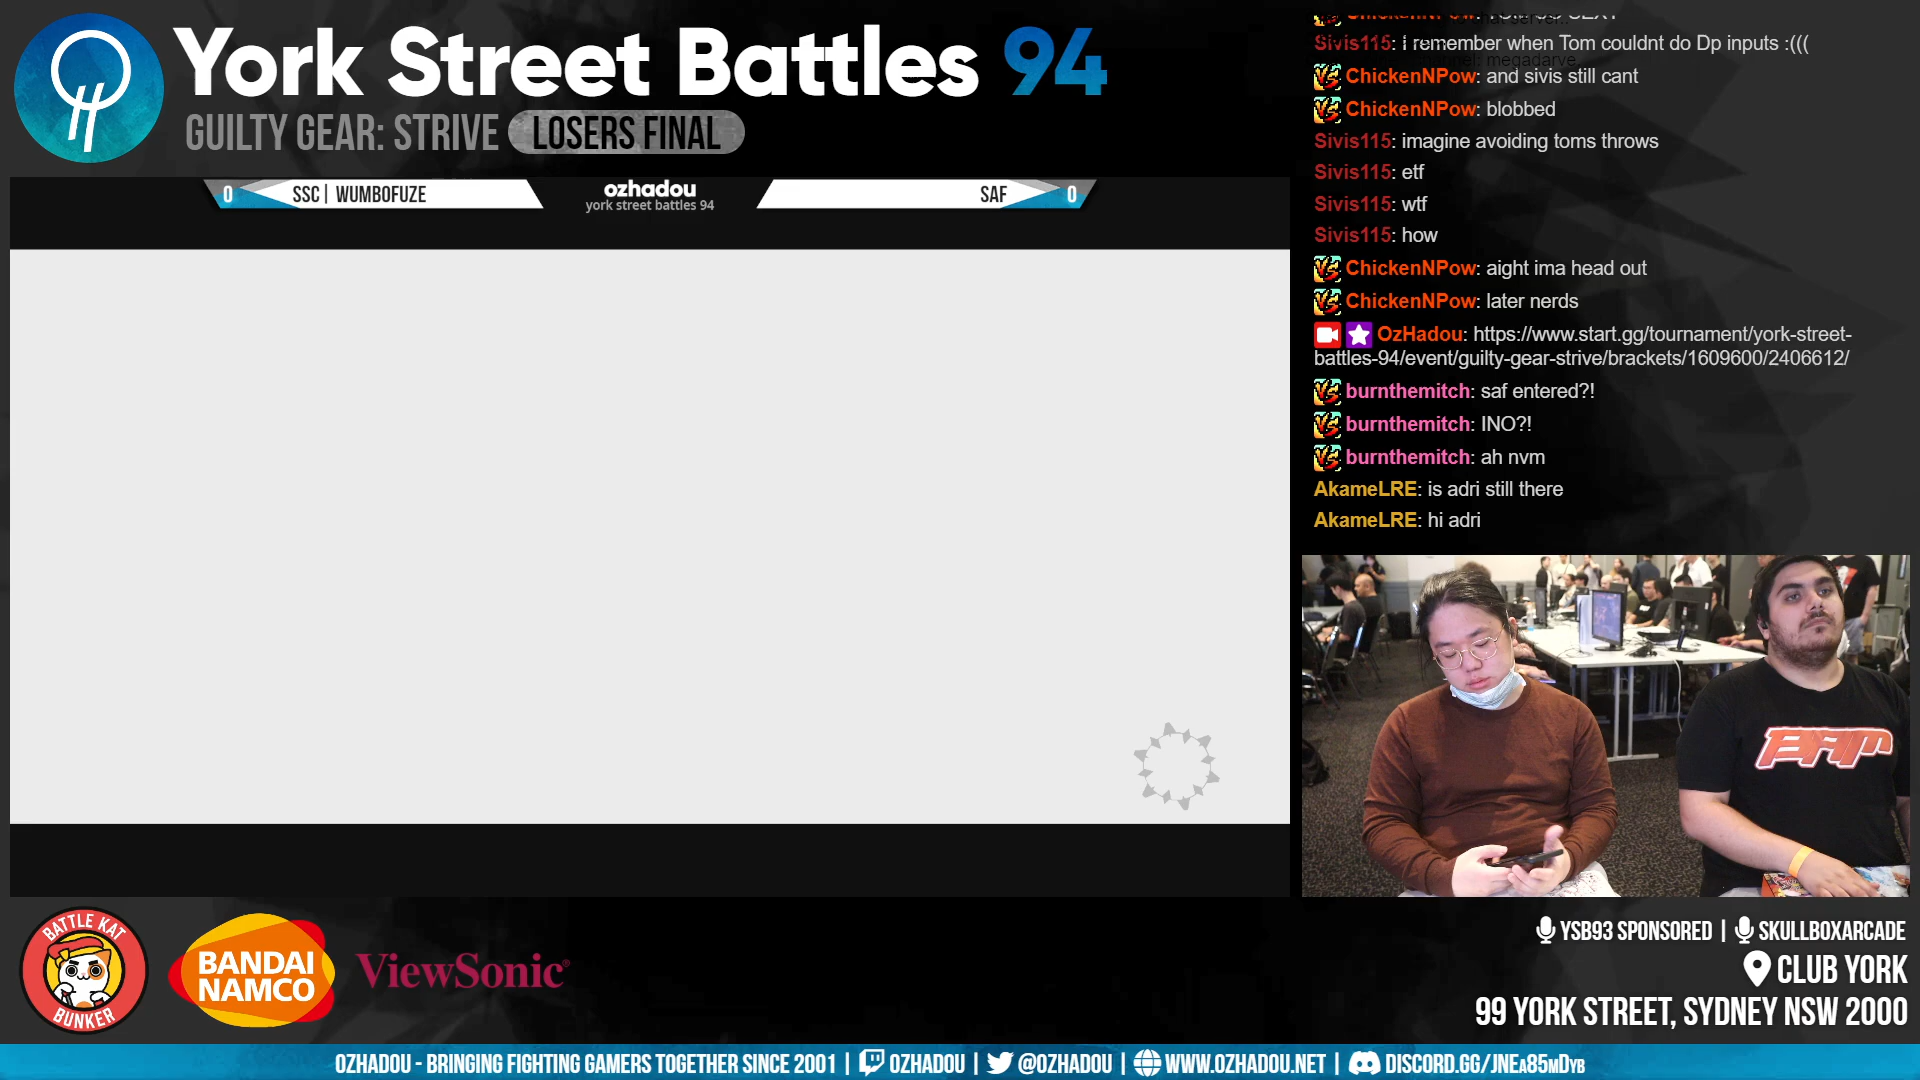 York Street Battles 94
GUILTY GEAR: STRIVE LOSERS FINAL
0 SSC | WUMBOFUZE
ozhadou
york street battles 94
SAF 0
Sivis115: I remember when Tom couldnt do Dp inputs :(((
ChickenNPow: and sivis still cant
ChickenNPow: blobbed
Sivis115: imagine avoiding toms throws
Sivis115: etf
Sivis115: wtf
Sivis115: how
ChickenNPow: aight ima head out
ChickenNPow: later nerds
OzHadou: https://www.start.gg/tournament/york-street-
battles-94/event/guilty-gear-strive/brackets/1609600/2406612/
burnthemitch: saf entered?!
burnthemitch: INO?!
burnthemitch: ah nvm
AkameLRE: is adri still there
AkameLRE: hi adri
BAM
BATTLE KAT
BUNKER
BANDAI
NAMCO
ViewSonic
YSB93 SPONSORED | SKULLBOXARCADE
CLUB YORK
99 YORK STREET, SYDNEY NSW 2000
OZHADOU - BRINGING FIGHTING GAMERS TOGETHER SINCE 2001 | OZHADOU | @OZHADOU | WWW.OZHADOU.NET | DISCORD.GG/JNEA85MDYB